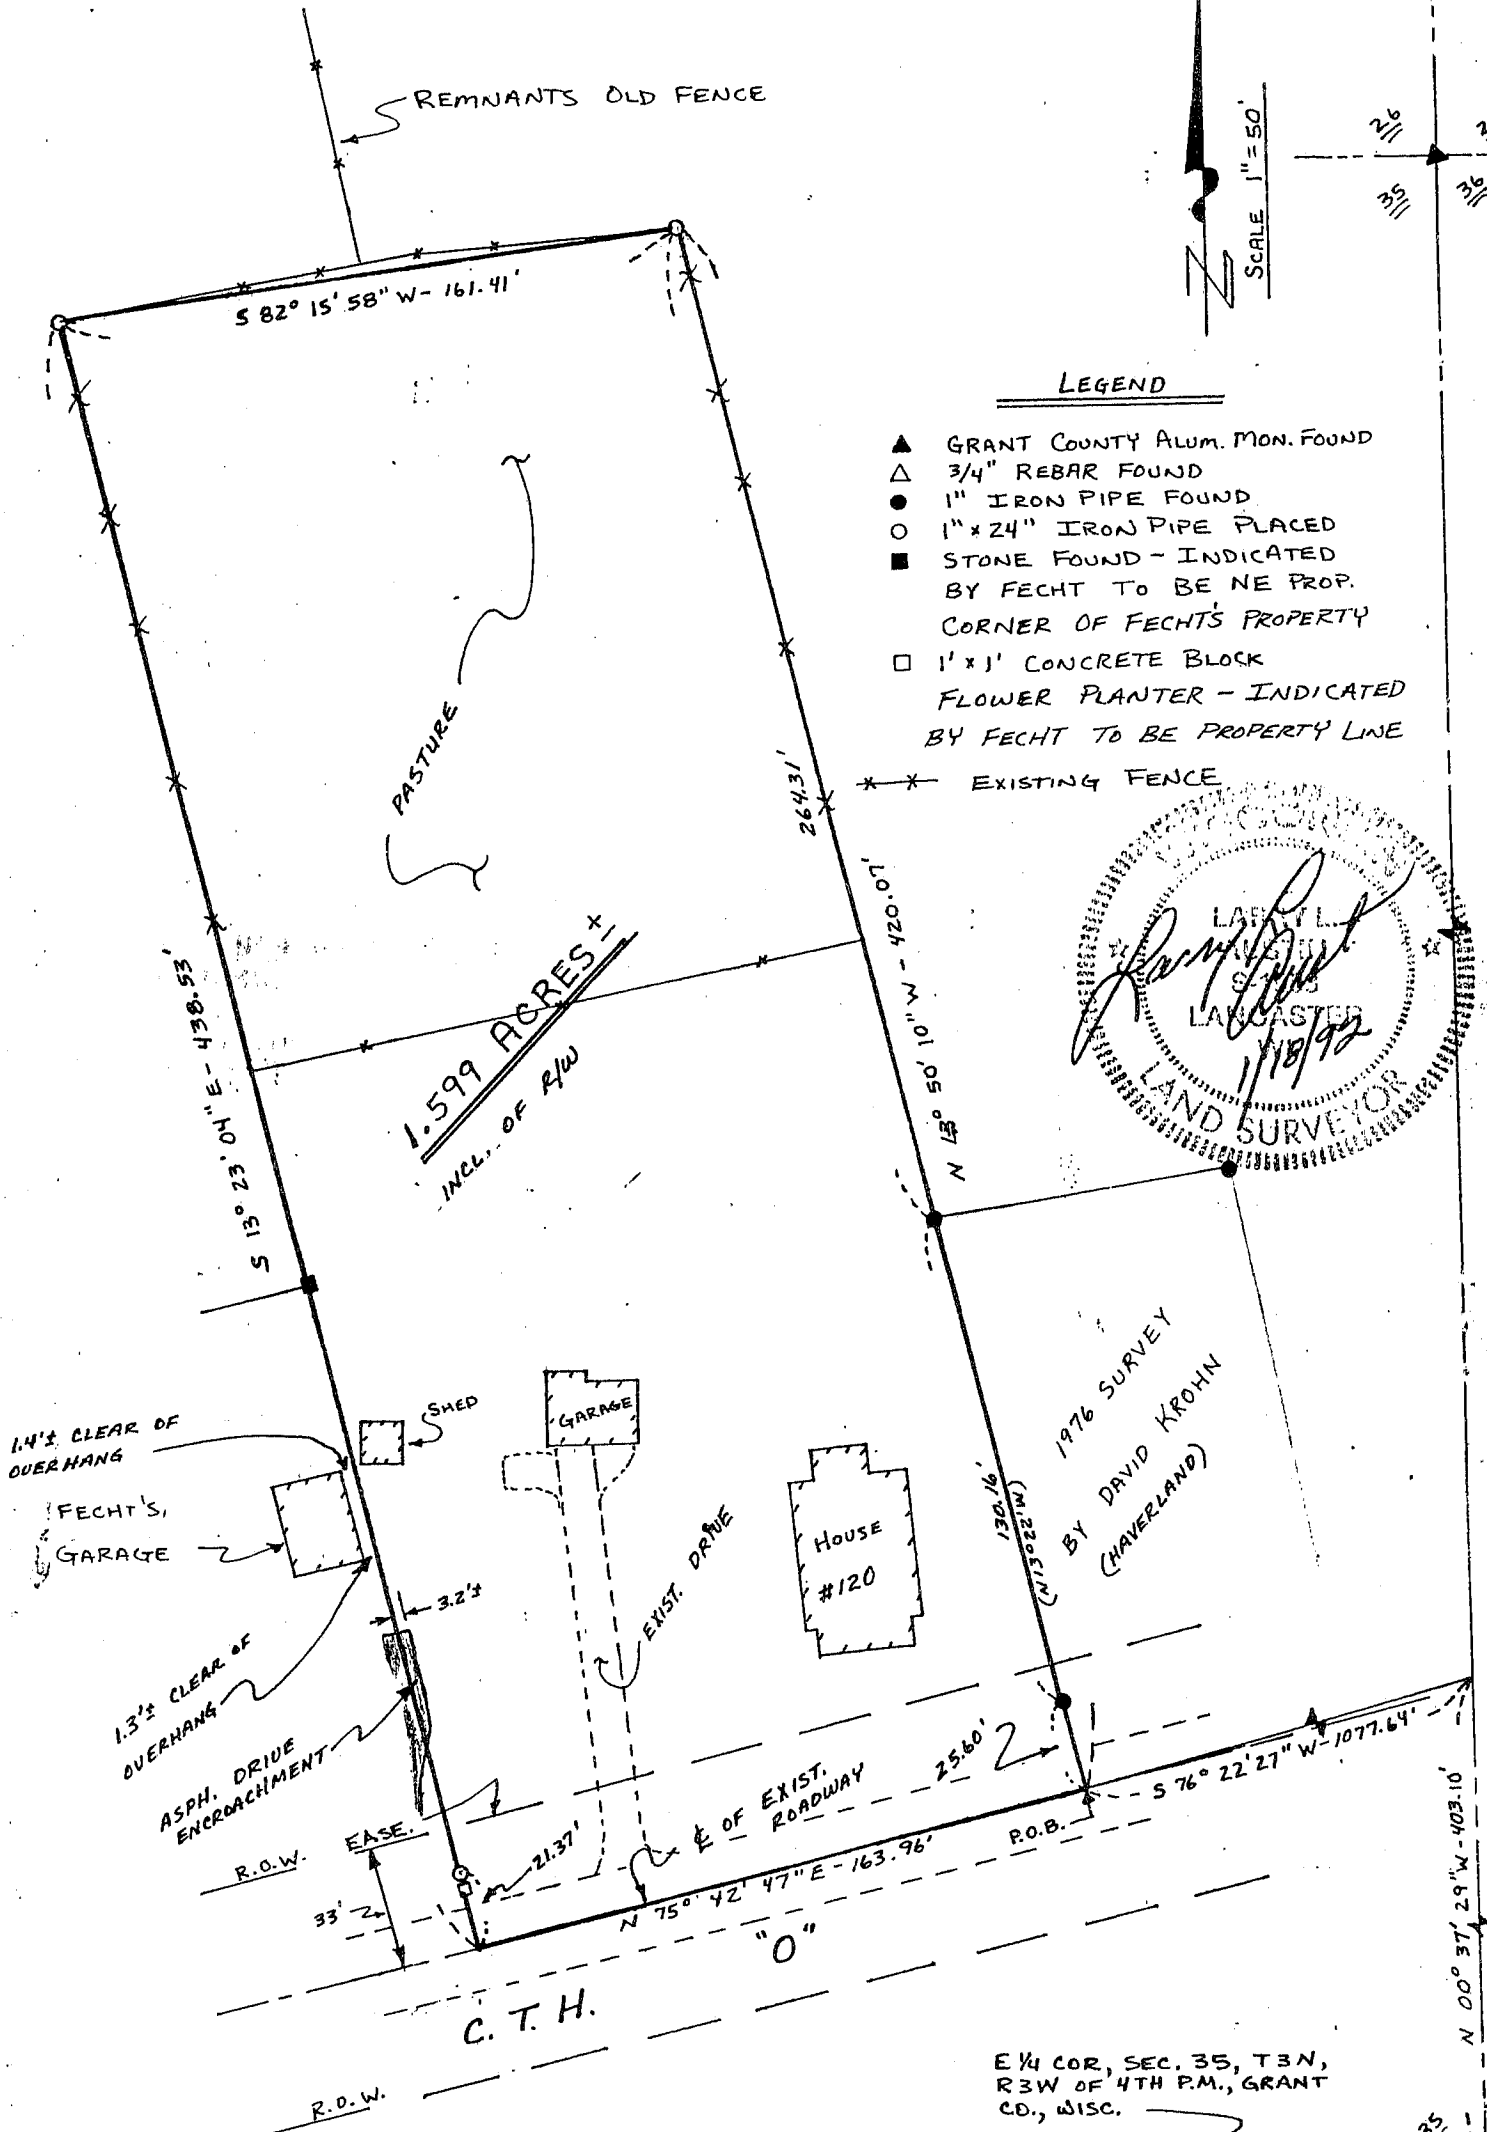 REMNANTS OLD FENCE
SCALE 1"=50'
N
26
35
36
S 82° 15' 58" W - 161.41'
LEGEND
▲ GRANT COUNTY ALUM. MON. FOUND
△ 3/4" REBAR FOUND
● 1" IRON PIPE FOUND
○ 1" x 24" IRON PIPE PLACED
■ STONE FOUND - INDICATED
BY FECHT TO BE NE PROP.
CORNER OF FECHT'S PROPERTY
□ 1' x 1' CONCRETE BLOCK
FLOWER PLANTER - INDICATED
BY FECHT TO BE PROPERTY LINE
x—x— EXISTING FENCE
PASTURE
264.31'
N 13° 50' 10" W - 420.07'
LARRY L.
LANCASTER
LAND SURVEYOR
1/18/92
S 13° 23' 04" E - 438.53'
1.599 ACRES ±
INCL. OF R/W
1976 SURVEY
BY DAVID KROHN
(HAVERLAND)
130.16'
(N13°22'W)
1.4'± CLEAR OF
OVERHANG
SHED
GARAGE
FECHT'S
GARAGE
HOUSE
#120
EXIST. DRIVE
3.2'±
1.3'± CLEAR OF
OVERHANG
ASPH. DRIVE
ENCROACHMENT
R.O.W.
EASE.
33'
21.37'
℄ OF EXIST.
ROADWAY
25.60'
P.O.B.
S 76° 22' 27" W - 1077.64'
N 75° 42' 47" E - 163.96'
C. T. H. "O"
R.O.W.
N 00° 37' 29" W - 403.10'
E 1/4 COR, SEC. 35, T3N,
R3W OF 4TH P.M., GRANT
CO., WISC.
35